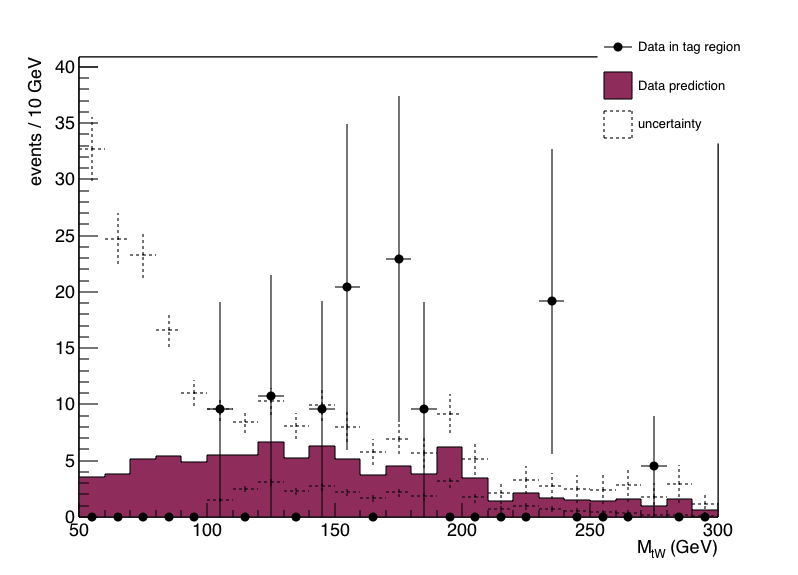 Data in tag region
Data prediction
uncertainty
events / 10 GeV
40
35
30
25
20
15
10
5
0
50 100 150 200 250 300
M_tW (GeV)